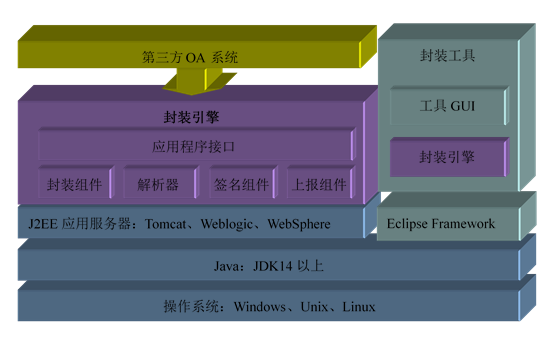 第三方 OA 系统
封装引擎
应用程序接口
封装组件
解析器
签名组件
上报组件
J2EE 应用服务器：Tomcat、Weblogic、WebSphere
封装工具
工具 GUI
封装引擎
Eclipse Framework
Java：JDK14 以上
操作系统：Windows、Unix、Linux